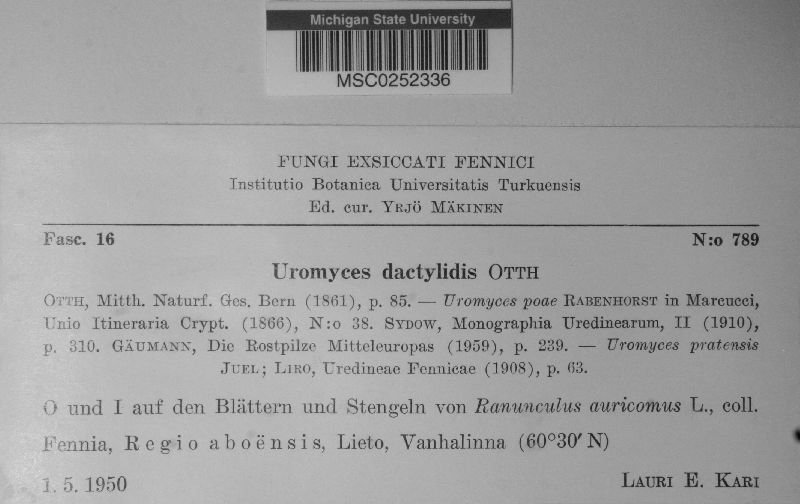 Michigan State University
MSC0252336
FUNGI EXSICCATI FENNICI
Institutio Botanica Universitatis Turkuensis
Ed. cur. YRJÖ MÄKINEN
Fasc. 16 N:o 789
Uromyces dactylidis OTTH
OTTH, Mitth. Naturf. Ges. Bern (1861), p. 85. — Uromyces poae RABENHORST in Marcucci,
Unio Itineraria Crypt. (1866), N:o 38. SYDOW, Monographia Uredinearum, II (1910),
p. 310. GÄUMANN, Die Rostpilze Mitteleuropas (1959), p. 239. — Uromyces pratensis
JUEL; LIRO, Uredineae Fennicae (1908), p. 63.
O und I auf den Blättern und Stengeln von Ranunculus auricomus L., coll.
Fennia, Regio aboënsis, Lieto, Vanhalinna (60°30′ N)
1. 5. 1950 LAURI E. KARI